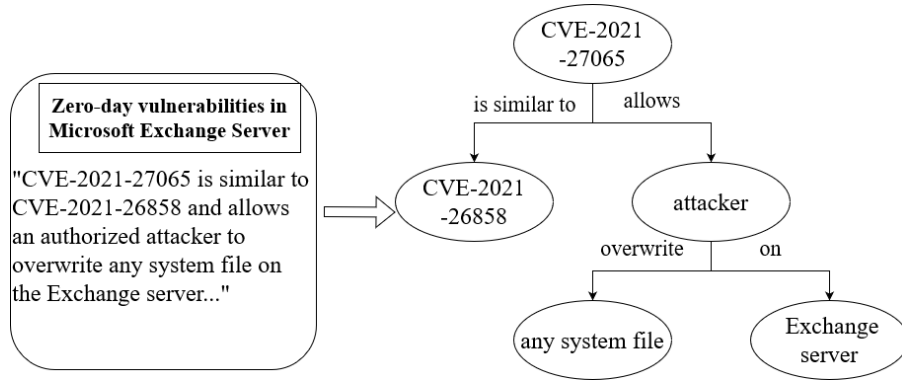 Zero-day vulnerabilities in
Microsoft Exchange Server
"CVE-2021-27065 is similar to
CVE-2021-26858 and allows
an authorized attacker to
overwrite any system file on
the Exchange server..."
CVE-2021
-27065
is similar to
allows
CVE-2021
-26858
attacker
overwrite
on
any system file
Exchange
server